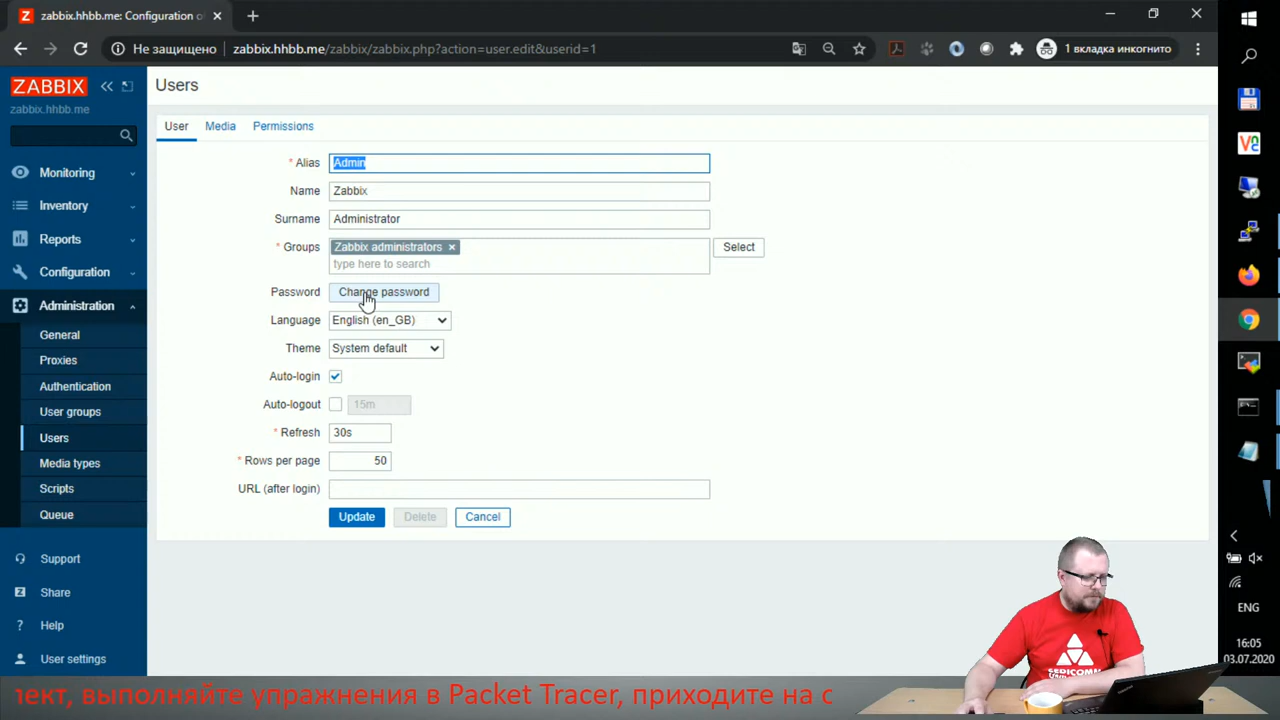 zabbix.hhbb.me: Configuration o
Не защищено
zabbix.hhbb.me/zabbix/zabbix.php?action=user.edit&userid=1
1 вкладка инкогнито
ZABBIX
zabbix.hhbb.me
Monitoring
Inventory
Reports
Configuration
Administration
General
Proxies
Authentication
User groups
Users
Media types
Scripts
Queue
Support
Share
Help
User settings
Users
User Media Permissions
* Alias Admin
Name Zabbix
Surname Administrator
* Groups Zabbix administrators × Select
type here to search
Password Change password
Language English (en_GB)
Theme System default
Auto-login
Auto-logout 15m
* Refresh 30s
* Rows per page 50
URL (after login)
Update Delete Cancel
ENG
16:05
03.07.2020
SEDICOMM
лект, выполняйте упражнения в Packet Tracer, приходите на с